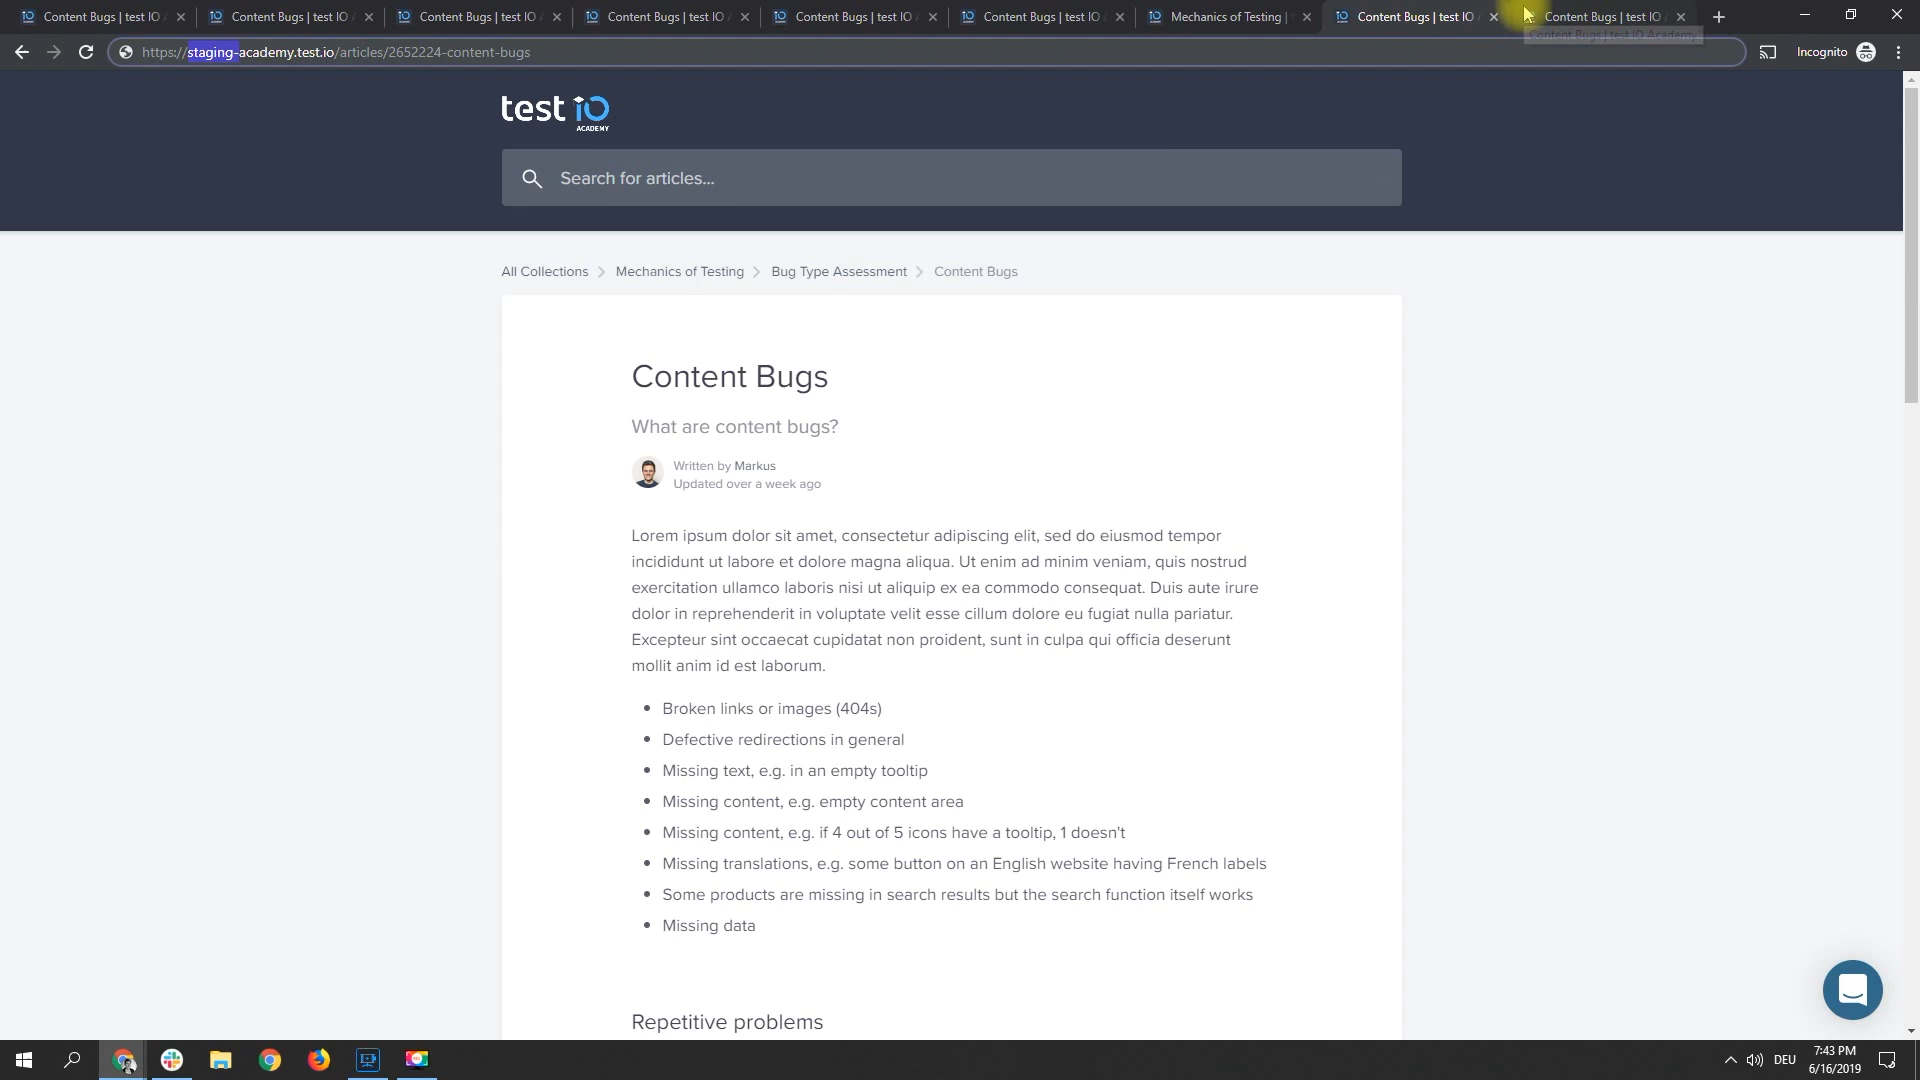 Content Bugs | test IO
Content Bugs | test IO
Content Bugs | test IO
Content Bugs | test IO
Content Bugs | test IO
Content Bugs | test IO
Mechanics of Testing |
Content Bugs | test IO
Content Bugs | test IO
Content Bugs | test IO Academy
https://staging-academy.test.io/articles/2652224-content-bugs
Incognito
test iO
ACADEMY
Search for articles...
All Collections
Mechanics of Testing
Bug Type Assessment
Content Bugs
Content Bugs
What are content bugs?
Written by Markus
Updated over a week ago
Lorem ipsum dolor sit amet, consectetur adipiscing elit, sed do eiusmod tempor
incididunt ut labore et dolore magna aliqua. Ut enim ad minim veniam, quis nostrud
exercitation ullamco laboris nisi ut aliquip ex ea commodo consequat. Duis aute irure
dolor in reprehenderit in voluptate velit esse cillum dolore eu fugiat nulla pariatur.
Excepteur sint occaecat cupidatat non proident, sunt in culpa qui officia deserunt
mollit anim id est laborum.
Broken links or images (404s)
Defective redirections in general
Missing text, e.g. in an empty tooltip
Missing content, e.g. empty content area
Missing content, e.g. if 4 out of 5 icons have a tooltip, 1 doesn't
Missing translations, e.g. some button on an English website having French labels
Some products are missing in search results but the search function itself works
Missing data
Repetitive problems
DEU
7:43 PM
6/16/2019